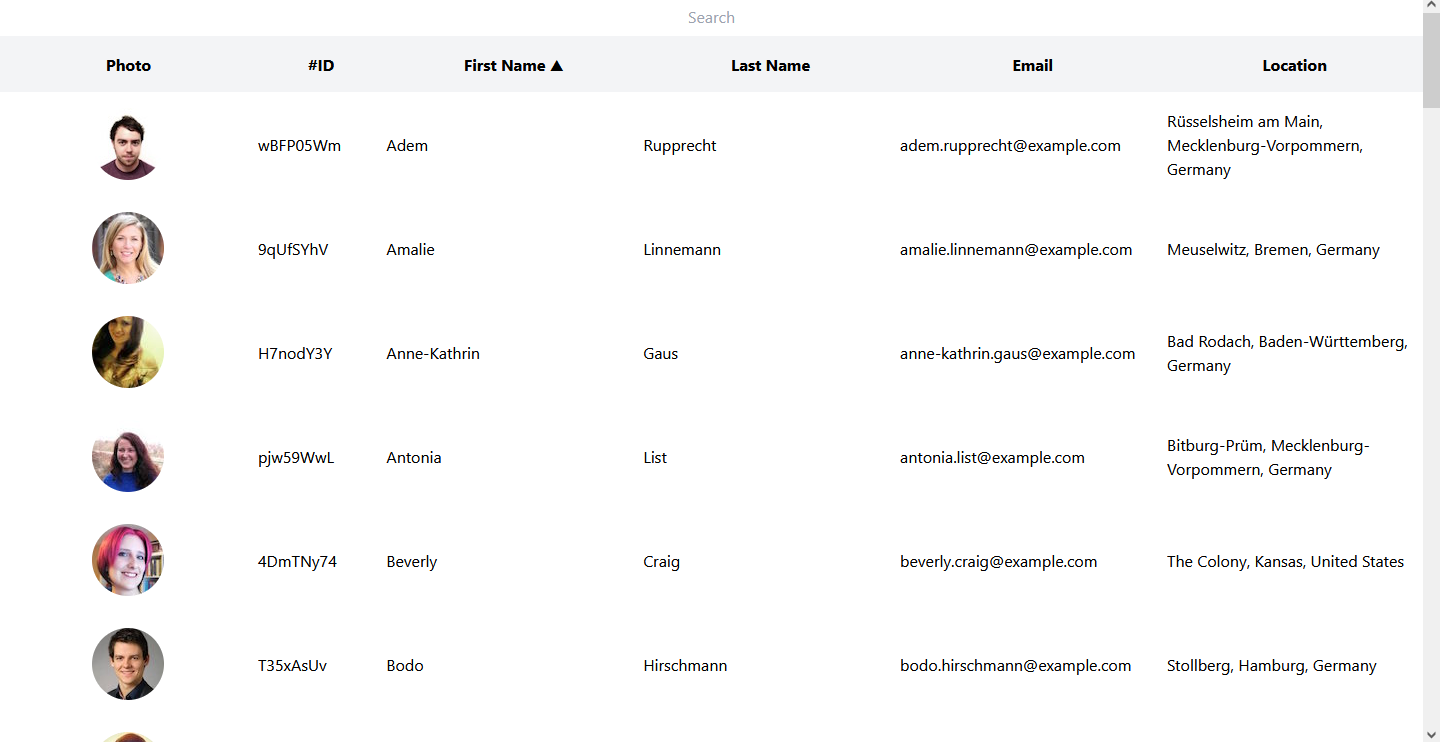 Search
Photo #ID First Name ▲ Last Name Email Location
wBFP05Wm Adem Rupprecht adem.rupprecht@example.com Rüsselsheim am Main,
Mecklenburg-Vorpommern,
Germany
9qUfSYhV Amalie Linnemann amalie.linnemann@example.com Meuselwitz, Bremen, Germany
H7nodY3Y Anne-Kathrin Gaus anne-kathrin.gaus@example.com Bad Rodach, Baden-Württemberg,
Germany
pjw59WwL Antonia List antonia.list@example.com Bitburg-Prüm, Mecklenburg-
Vorpommern, Germany
4DmTNy74 Beverly Craig beverly.craig@example.com The Colony, Kansas, United States
T35xAsUv Bodo Hirschmann bodo.hirschmann@example.com Stollberg, Hamburg, Germany